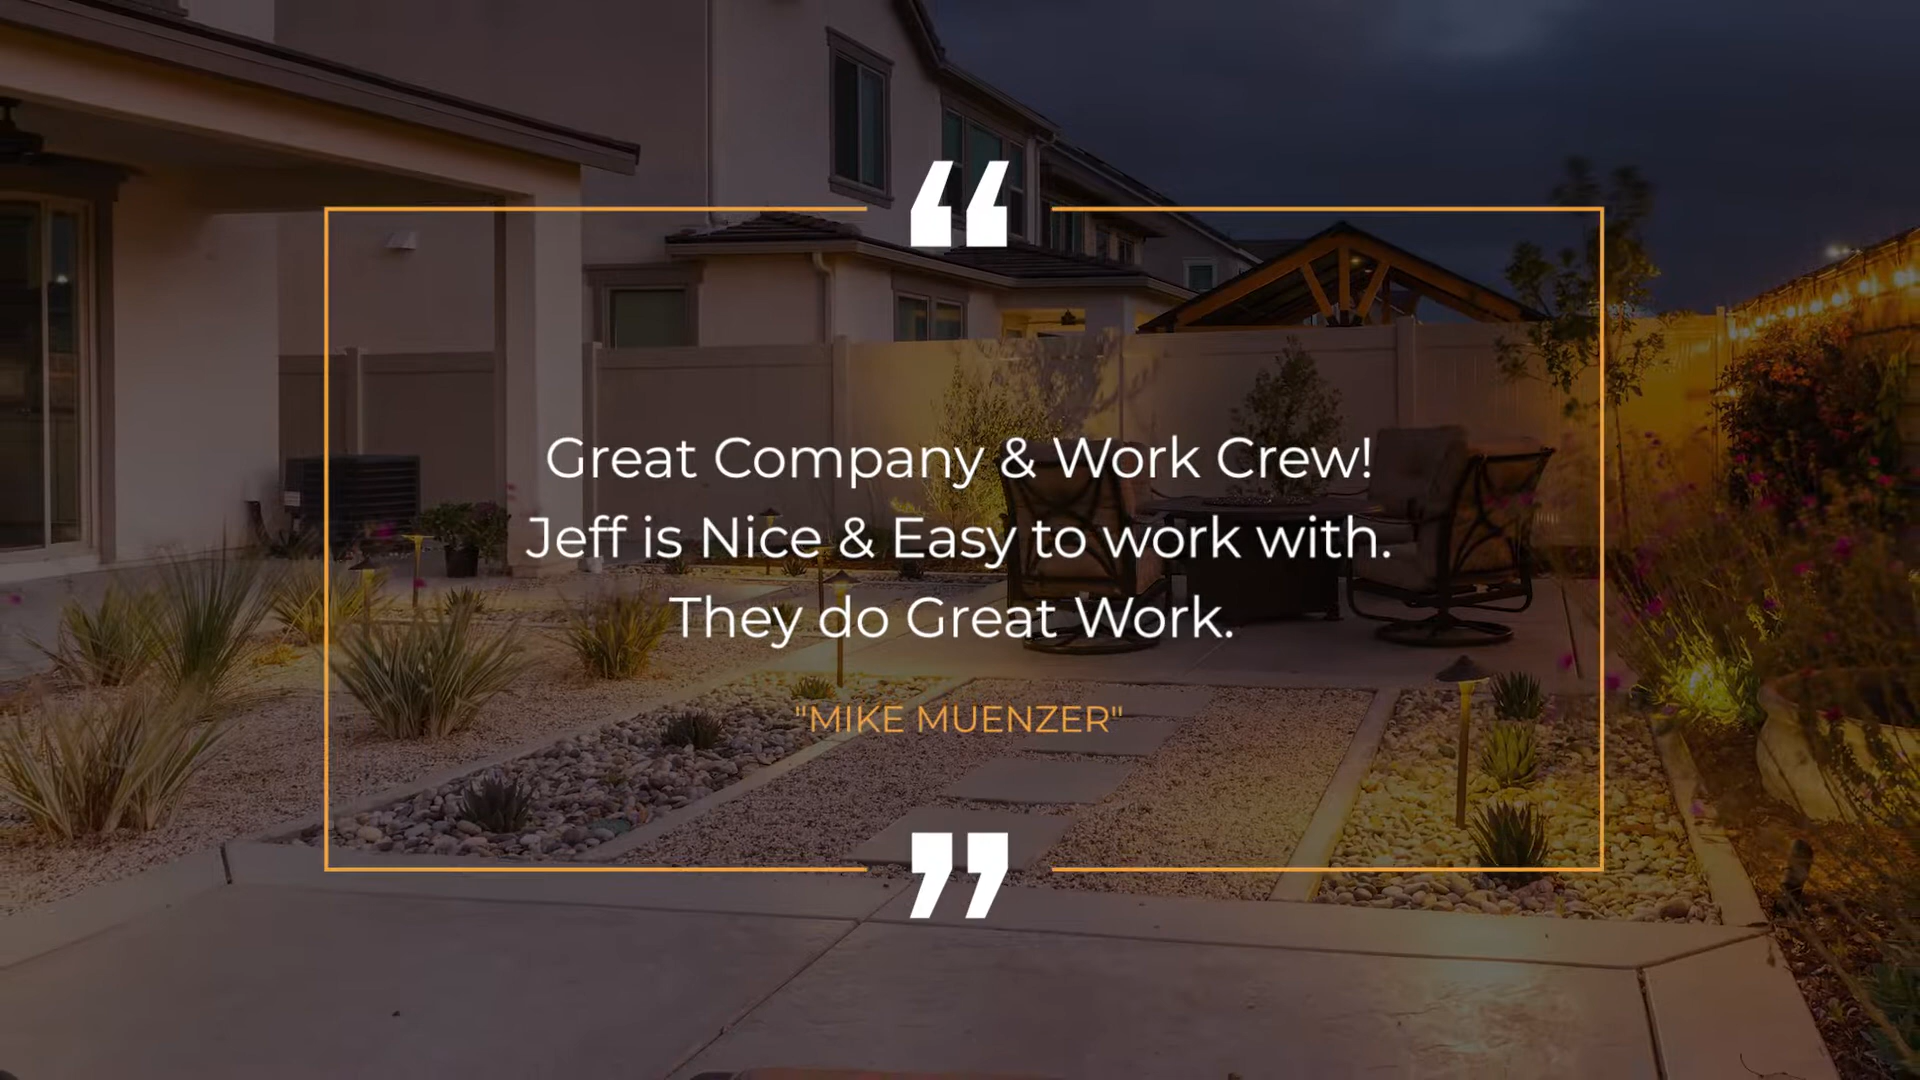 “
Great Company & Work Crew!
Jeff is Nice & Easy to work with.
They do Great Work.
"MIKE MUENZER"
”